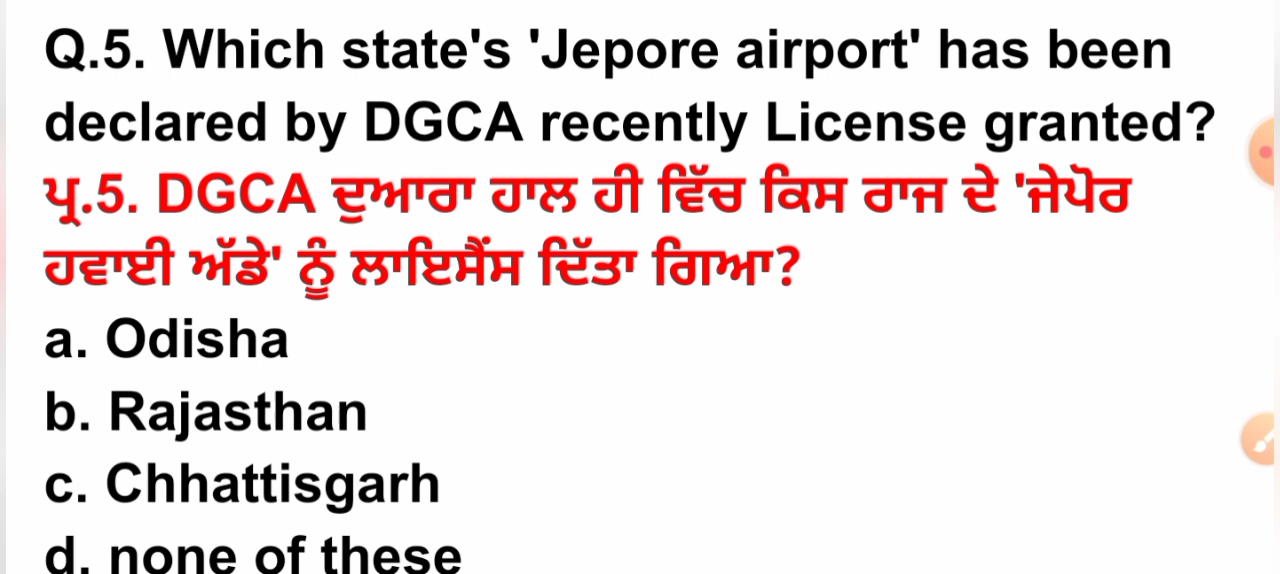 Q.5. Which state's 'Jepore airport' has been
declared by DGCA recently License granted?
ਪ੍ਰ.5. DGCA ਦੁਆਰਾ ਹਾਲ ਹੀ ਵਿੱਚ ਕਿਸ ਰਾਜ ਦੇ 'ਜੇਪੋਰ
ਹਵਾਈ ਅੱਡੇ' ਨੂੰ ਲਾਇਸੈਂਸ ਦਿੱਤਾ ਗਿਆ?
a. Odisha
b. Rajasthan
c. Chhattisgarh
d. none of these